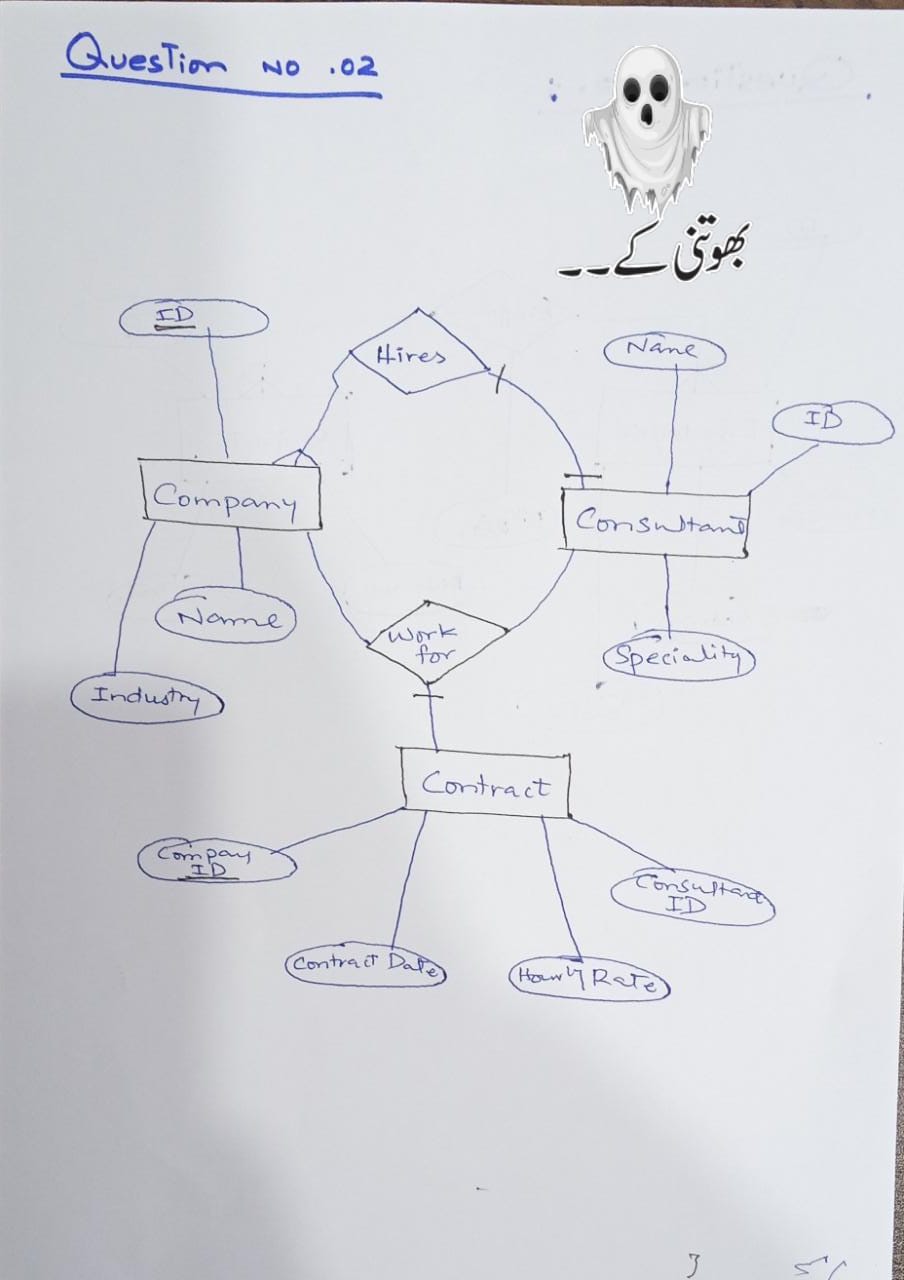 Question NO .02
بھوتنی کے۔۔
ID
Hires
Name
ID
Company
Consultant
Name
Work
for
Speciality
Industry
Contract
Company
ID
Consultant
ID
Contract Date
Hourly Rate
3